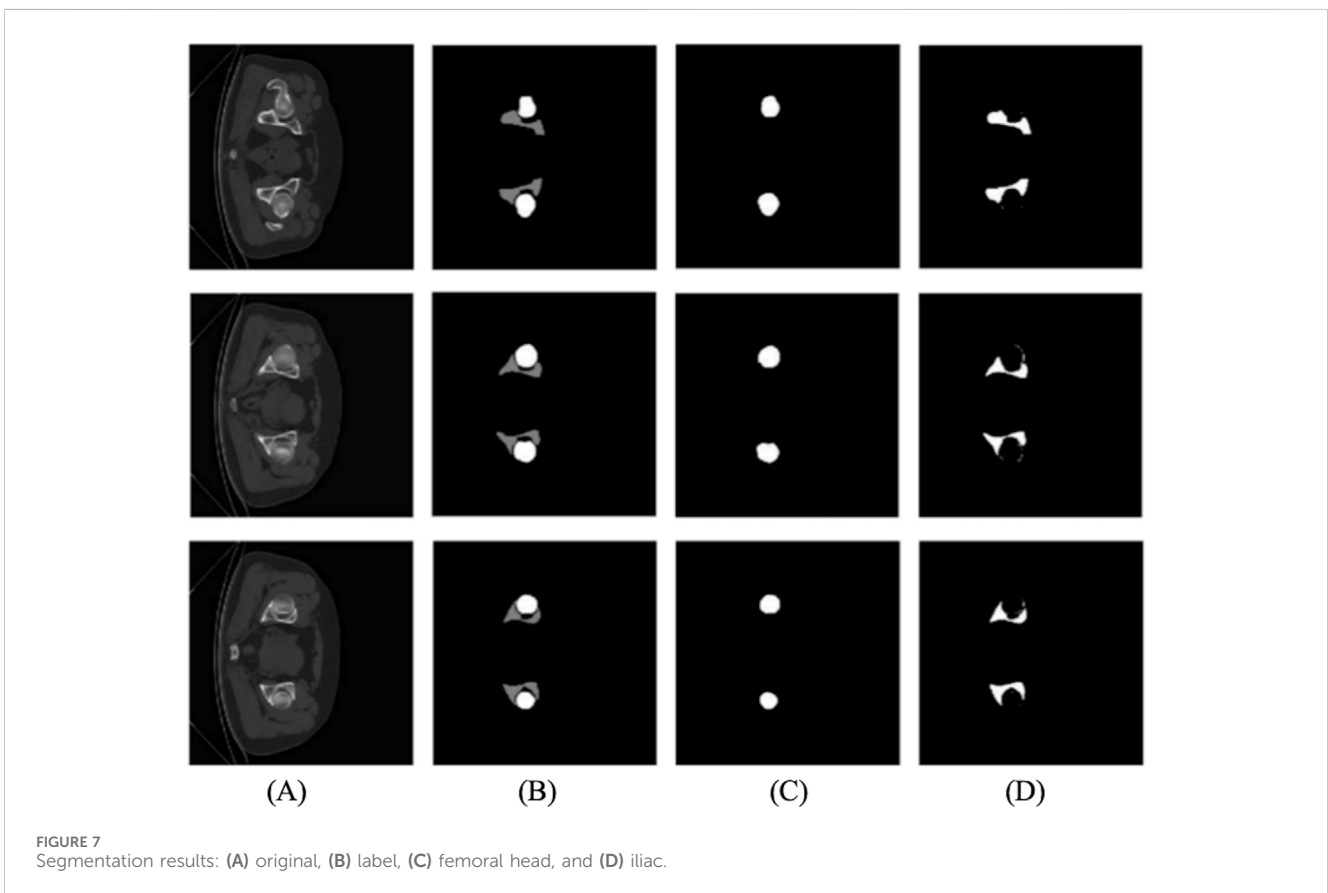 (A) (B) (C) (D)
FIGURE 7
Segmentation results: (A) original, (B) label, (C) femoral head, and (D) iliac.